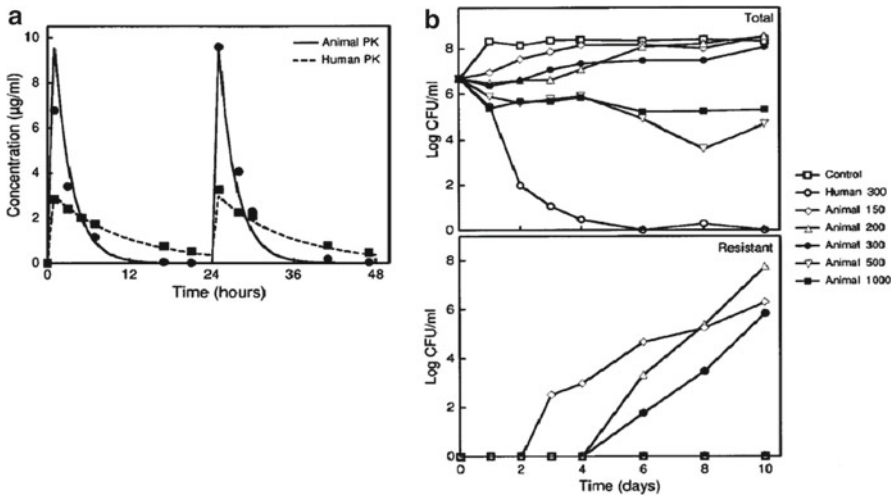 a
10
8
6
4
2
0
Concentration (µg/ml)
Animal PK
Human PK
0
12
24
36
48
Time (hours)
b
Total
8
6
4
2
0
Log CFU/ml
Resistant
8
6
4
2
0
Log CFU/ml
0
2
4
6
8
10
Time (days)
Control
Human 300
Animal 150
Animal 200
Animal 300
Animal 500
Animal 1000